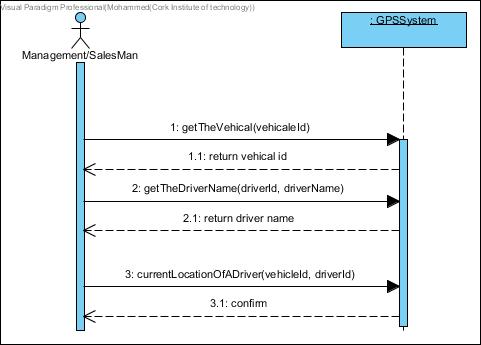 Visual Paradigm Professional(Mohammed(Cork Institute of technology))
: GPSSystem
Management/SalesMan
1: getTheVehical(vehicaleId)
1.1: return vehical id
2: getTheDriverName(driverId, driverName)
2.1: return driver name
3: currentLocationOfADriver(vehicleId, driverId)
3.1: confirm